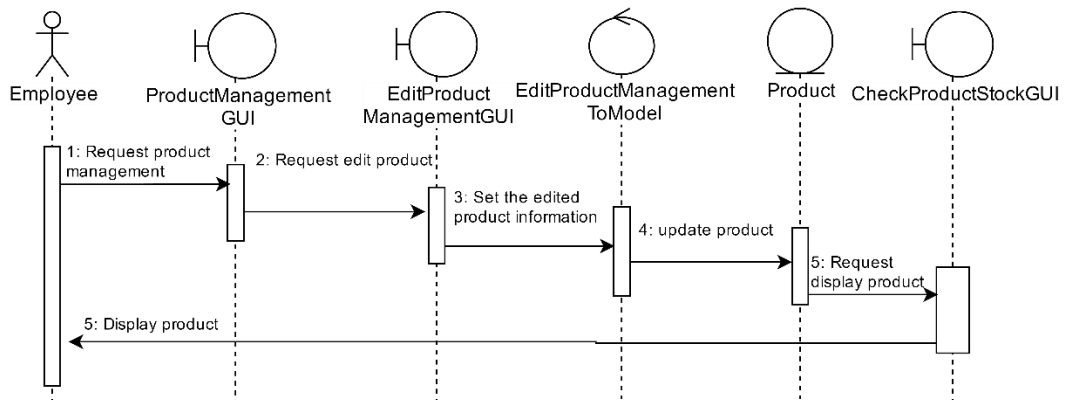 Employee
ProductManagement
GUI
EditProduct
ManagementGUI
EditProductManagement
ToModel
Product
CheckProductStockGUI
1: Request product
management
2: Request edit product
3: Set the edited
product information
4: update product
5: Request
display product
5: Display product